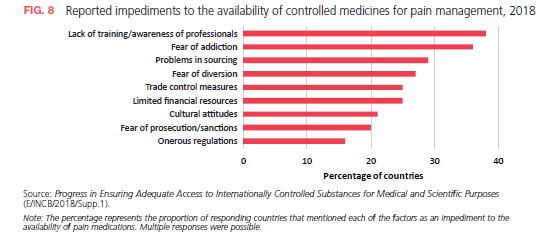 FIG. 8 Reported impediments to the availability of controlled medicines for pain management, 2018
Lack of training/awareness of professionals
Fear of addiction
Problems in sourcing
Fear of diversion
Trade control measures
Limited financial resources
Cultural attitudes
Fear of prosecution/sanctions
Onerous regulations
0 10 20 30 40
Percentage of countries
Source: Progress in Ensuring Adequate Access to Internationally Controlled Substances for Medical and Scientific Purposes
(E/INCB/2018/Supp.1).
Note: The percentage represents the proportion of responding countries that mentioned each of the factors as an impediment to the
availability of pain medications. Multiple responses were possible.